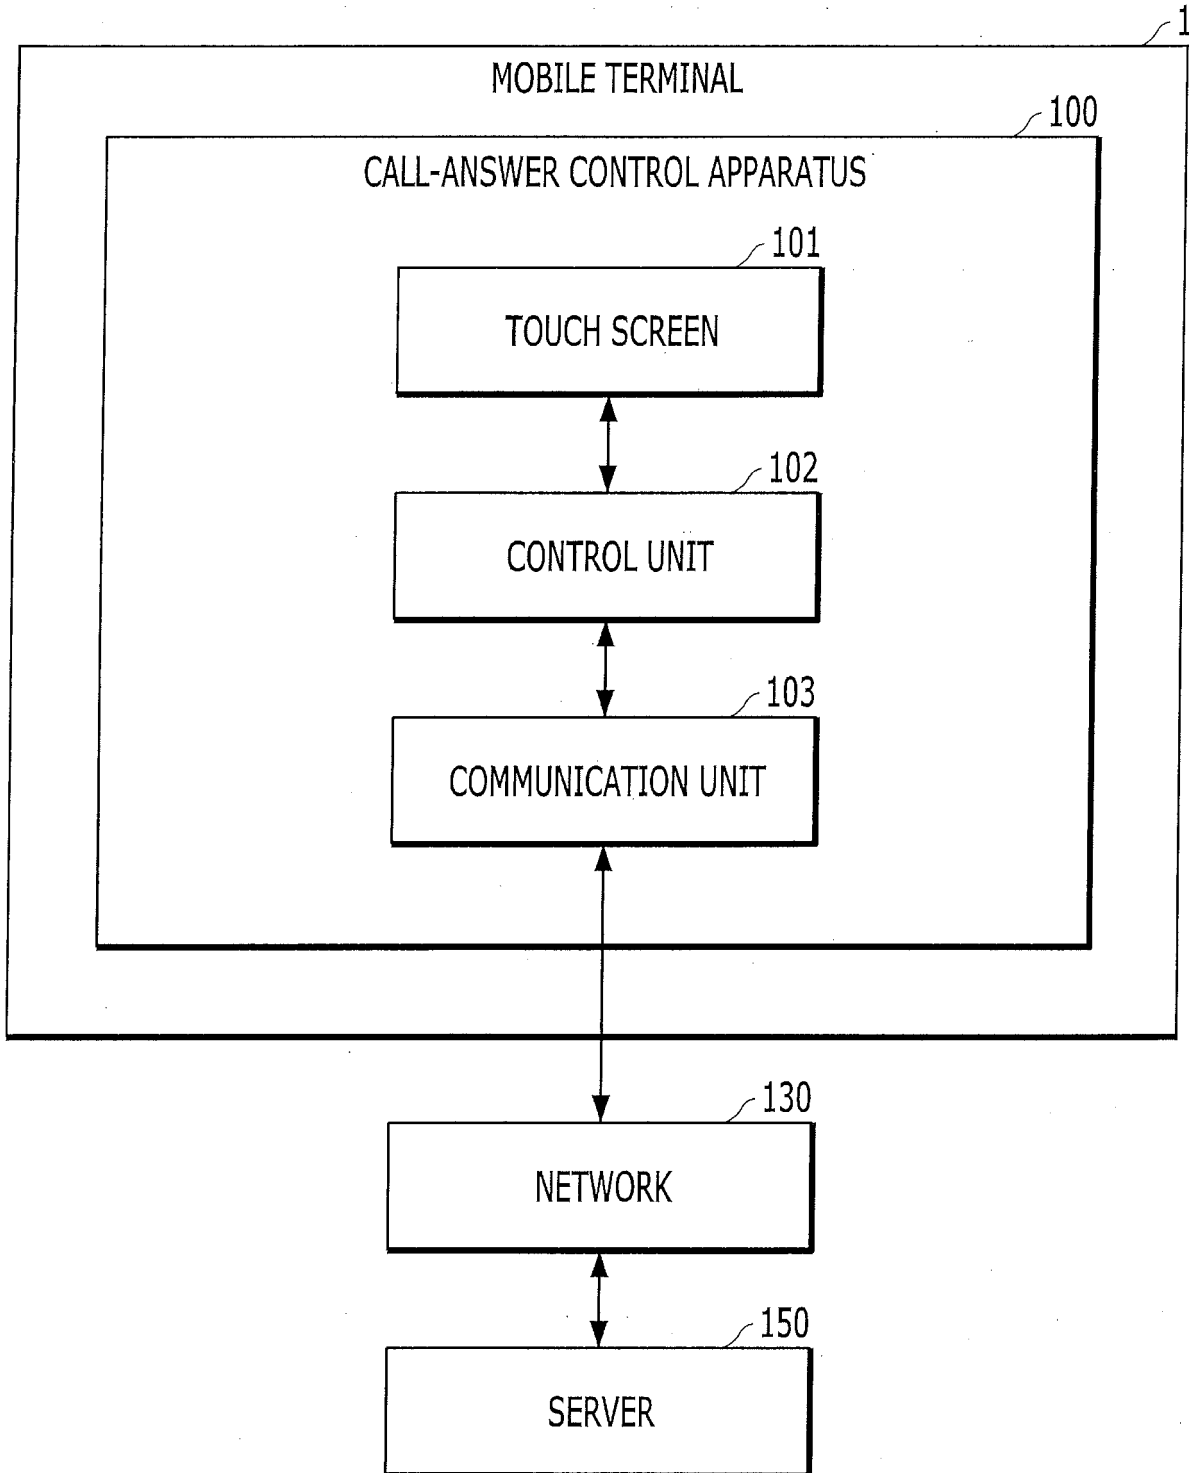 1
MOBILE TERMINAL
100
CALL-ANSWER CONTROL APPARATUS
101
TOUCH SCREEN
102
CONTROL UNIT
103
COMMUNICATION UNIT
130
NETWORK
150
SERVER